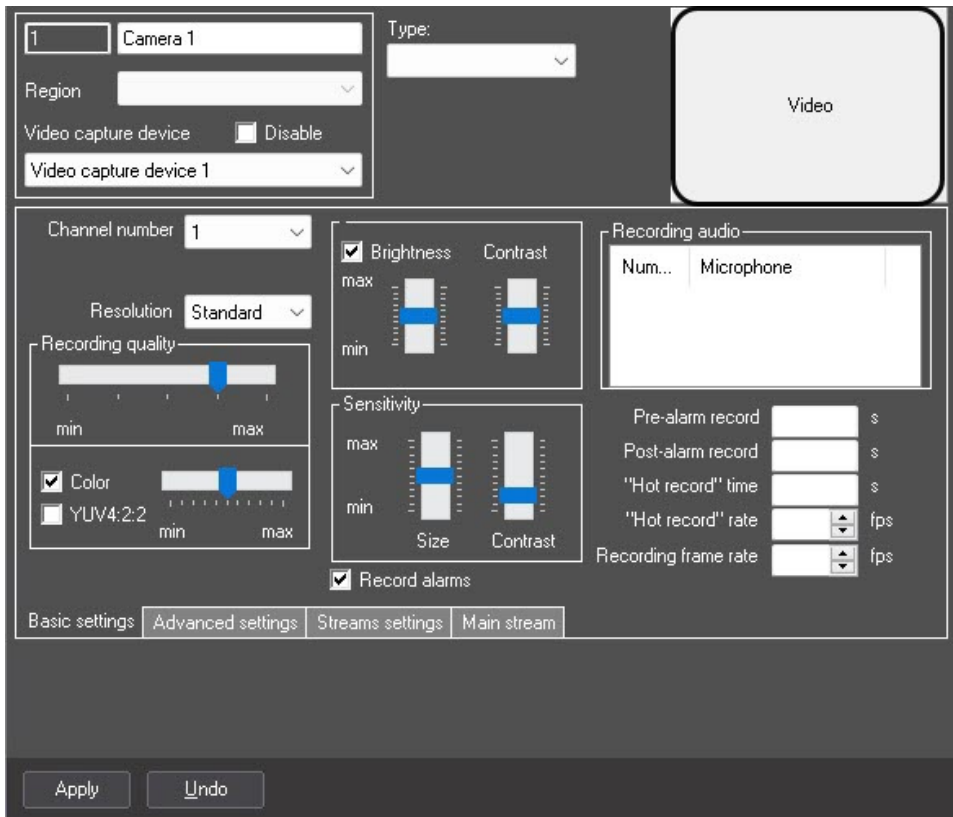 1
Camera 1
Type:
Region
Video
Video capture device
Disable
Video capture device 1
Channel number
1
Resolution
Standard
Recording quality
min
max
Color
YUV4:2:2
min
max
Brightness
Contrast
max
min
Sensitivity
max
min
Size
Contrast
Record alarms
Recording audio
Num...
Microphone
Pre-alarm record
s
Post-alarm record
s
"Hot record" time
s
"Hot record" rate
fps
Recording frame rate
fps
Basic settings
Advanced settings
Streams settings
Main stream
Apply
Undo